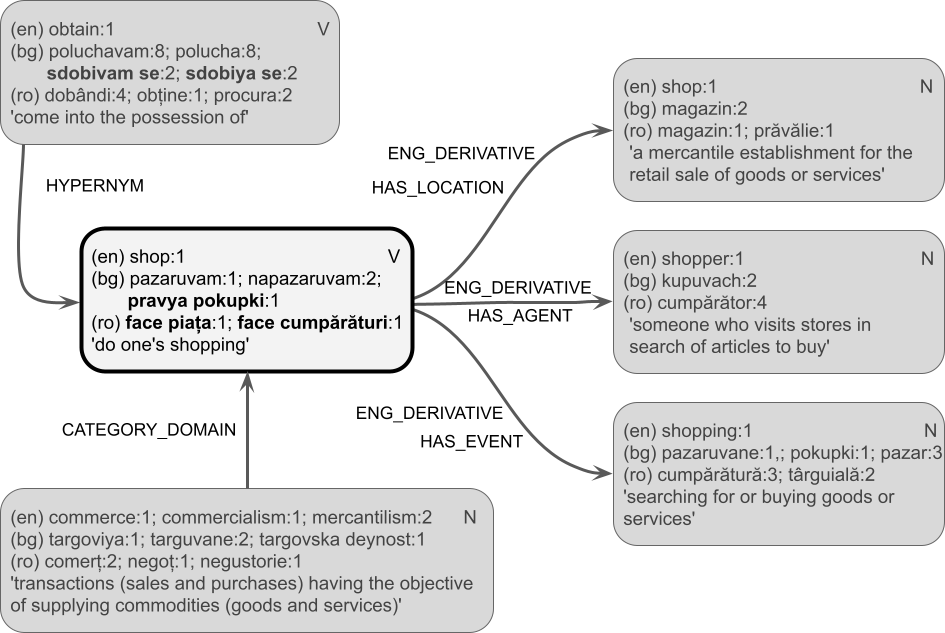 (en) obtain:1 V
(bg) poluchavam:8; polucha:8;
sdobivam se:2; sdobiya se:2
(ro) dobândi:4; obține:1; procura:2
'come into the possession of'
HYPERNYM
(en) shop:1 V
(bg) pazaruvam:1; napazaruvam:2;
pravya pokupki:1
(ro) face piața:1; face cumpărături:1
'do one's shopping'
CATEGORY_DOMAIN
(en) commerce:1; commercialism:1; mercantilism:2 N
(bg) targoviya:1; targuvane:2; targovska deynost:1
(ro) comerț:2; negoț:1; negustorie:1
'transactions (sales and purchases) having the objective
of supplying commodities (goods and services)'
ENG_DERIVATIVE
HAS_LOCATION
(en) shop:1 N
(bg) magazin:2
(ro) magazin:1; prăvălie:1
'a mercantile establishment for the
retail sale of goods or services'
ENG_DERIVATIVE
HAS_AGENT
(en) shopper:1 N
(bg) kupuvach:2
(ro) cumpărător:4
'someone who visits stores in
search of articles to buy'
ENG_DERIVATIVE
HAS_EVENT
(en) shopping:1 N
(bg) pazaruvane:1,; pokupki:1; pazar:3
(ro) cumpărătură:3; târguială:2
'searching for or buying goods or
services'